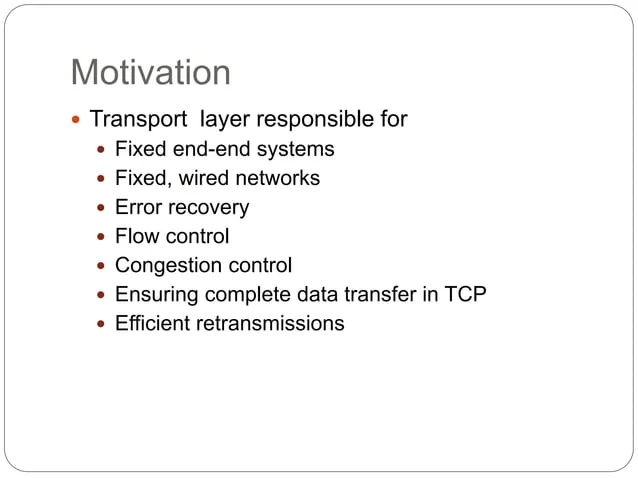 Motivation
Transport  layer responsible for
Fixed end-end systems
Fixed, wired networks
Error recovery
Flow control
Congestion control
Ensuring complete data transfer in TCP
Efficient retransmissions